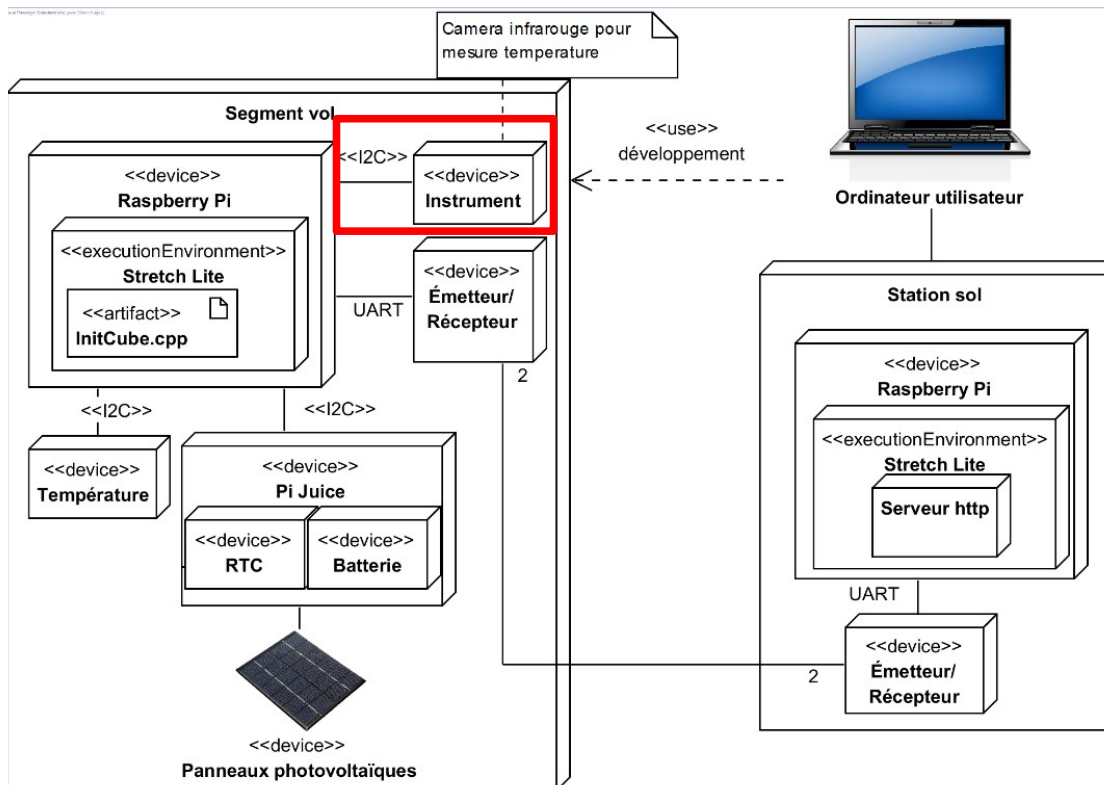 Camera infrarouge pour
mesure temperature
Segment vol
<<I2C>>
<<device>>
Instrument
<<use>>
développement
Ordinateur utilisateur
<<device>>
Raspberry Pi
<<executionEnvironment>>
Stretch Lite
<<artifact>>
InitCube.cpp
UART
<<device>>
Émetteur/
Récepteur
2
<<I2C>>
<<I2C>>
<<device>>
Température
<<device>>
Pi Juice
<<device>>
RTC
<<device>>
Batterie
<<device>>
Panneaux photovoltaïques
Station sol
<<device>>
Raspberry Pi
<<executionEnvironment>>
Stretch Lite
Serveur http
UART
<<device>>
Émetteur/
Récepteur
2